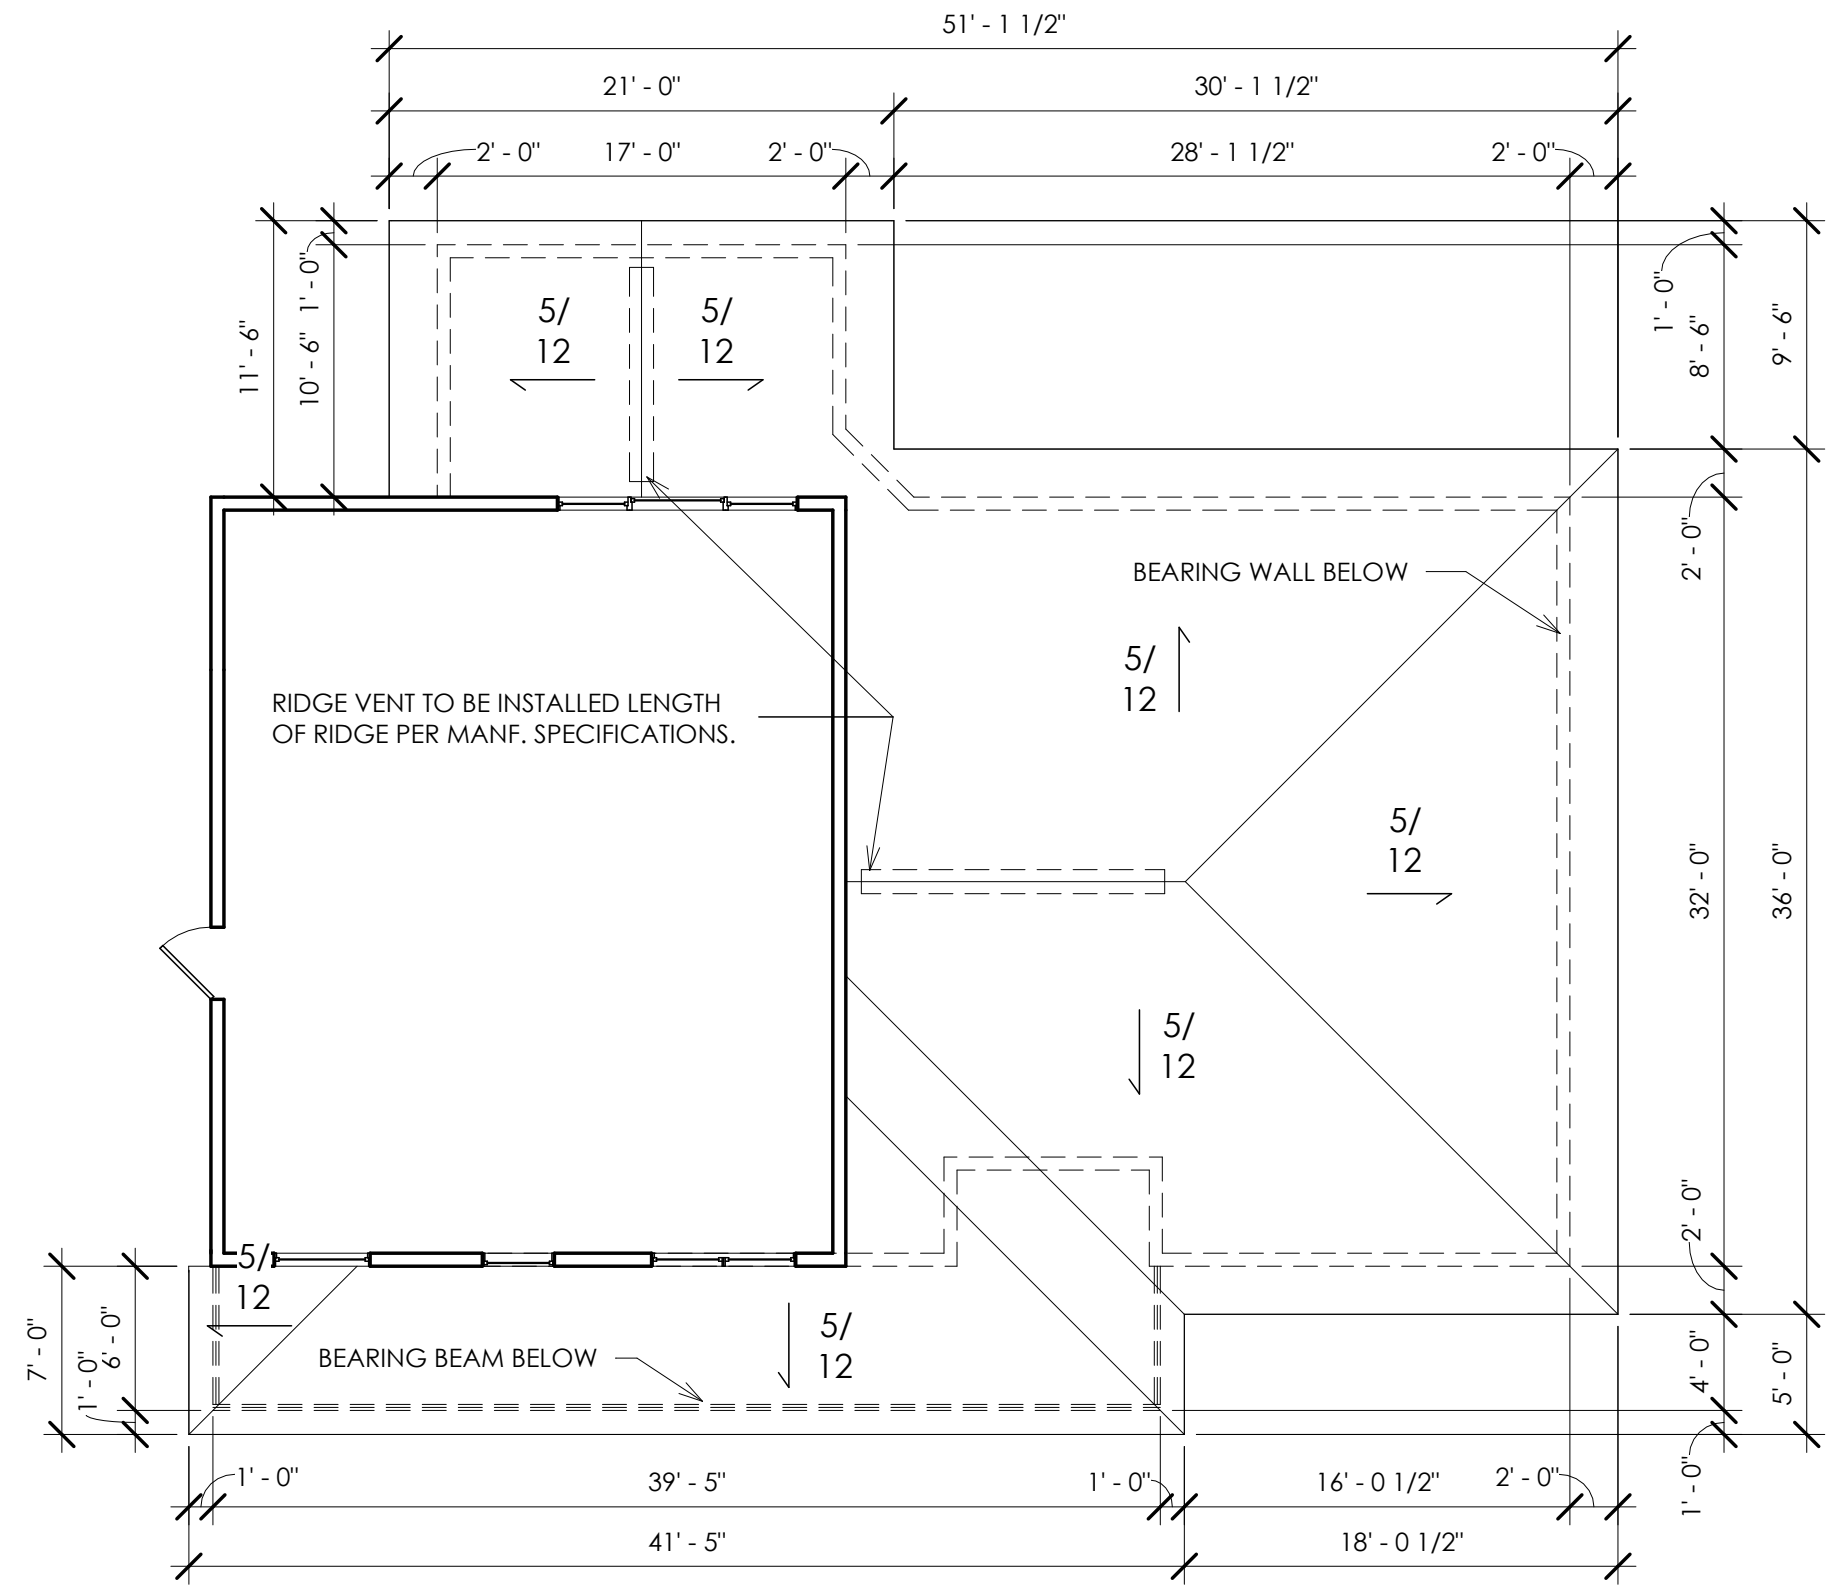 51' - 1 1/2"
21' - 0"
30' - 1 1/2"
2' - 0"
17' - 0"
2' - 0"
28' - 1 1/2"
2' - 0"
11' - 6"
10' - 6"
1' - 0"
5/
12
5/
12
1' - 0"
8' - 6"
9' - 6"
2' - 0"
BEARING WALL BELOW
5/
12
RIDGE VENT TO BE INSTALLED LENGTH
OF RIDGE PER MANF. SPECIFICATIONS.
5/
12
32' - 0"
36' - 0"
5/
12
2' - 0"
5/
12
7' - 0"
1' - 0"
6' - 0"
BEARING BEAM BELOW
5/
12
4' - 0"
5' - 0"
1' - 0"
1' - 0"
39' - 5"
1' - 0"
16' - 0 1/2"
2' - 0"
41' - 5"
18' - 0 1/2"